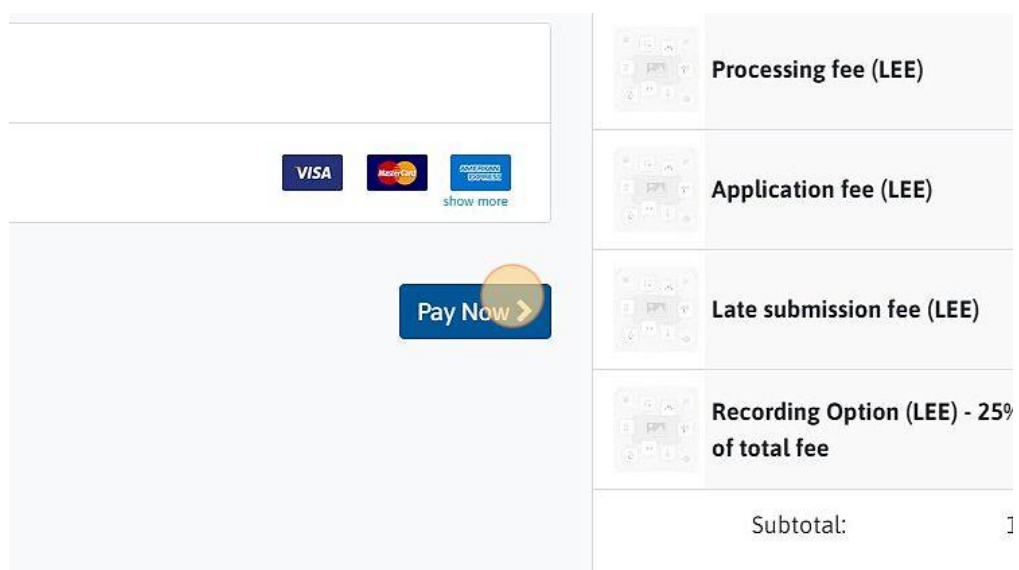 VISA
MasterCard
AMERICAN EXPRESS
show more
Pay Now
Processing fee (LEE)
Application fee (LEE)
Late submission fee (LEE)
Recording Option (LEE) - 25%
of total fee
Subtotal: